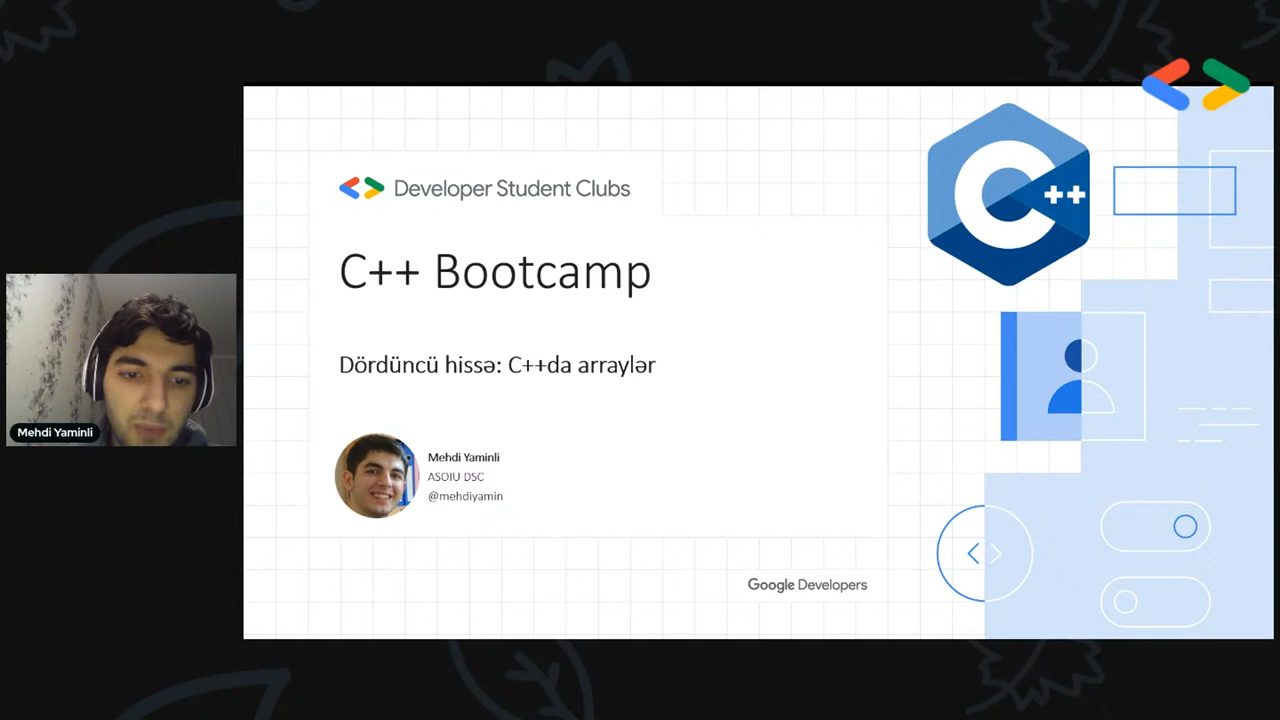 Developer Student Clubs
C++
C++ Bootcamp
Dördüncü hissə: C++da arraylər
Mehdi Yaminli
Mehdi Yaminli
ASOIU DSC
@mehdiyamin
Google Developers